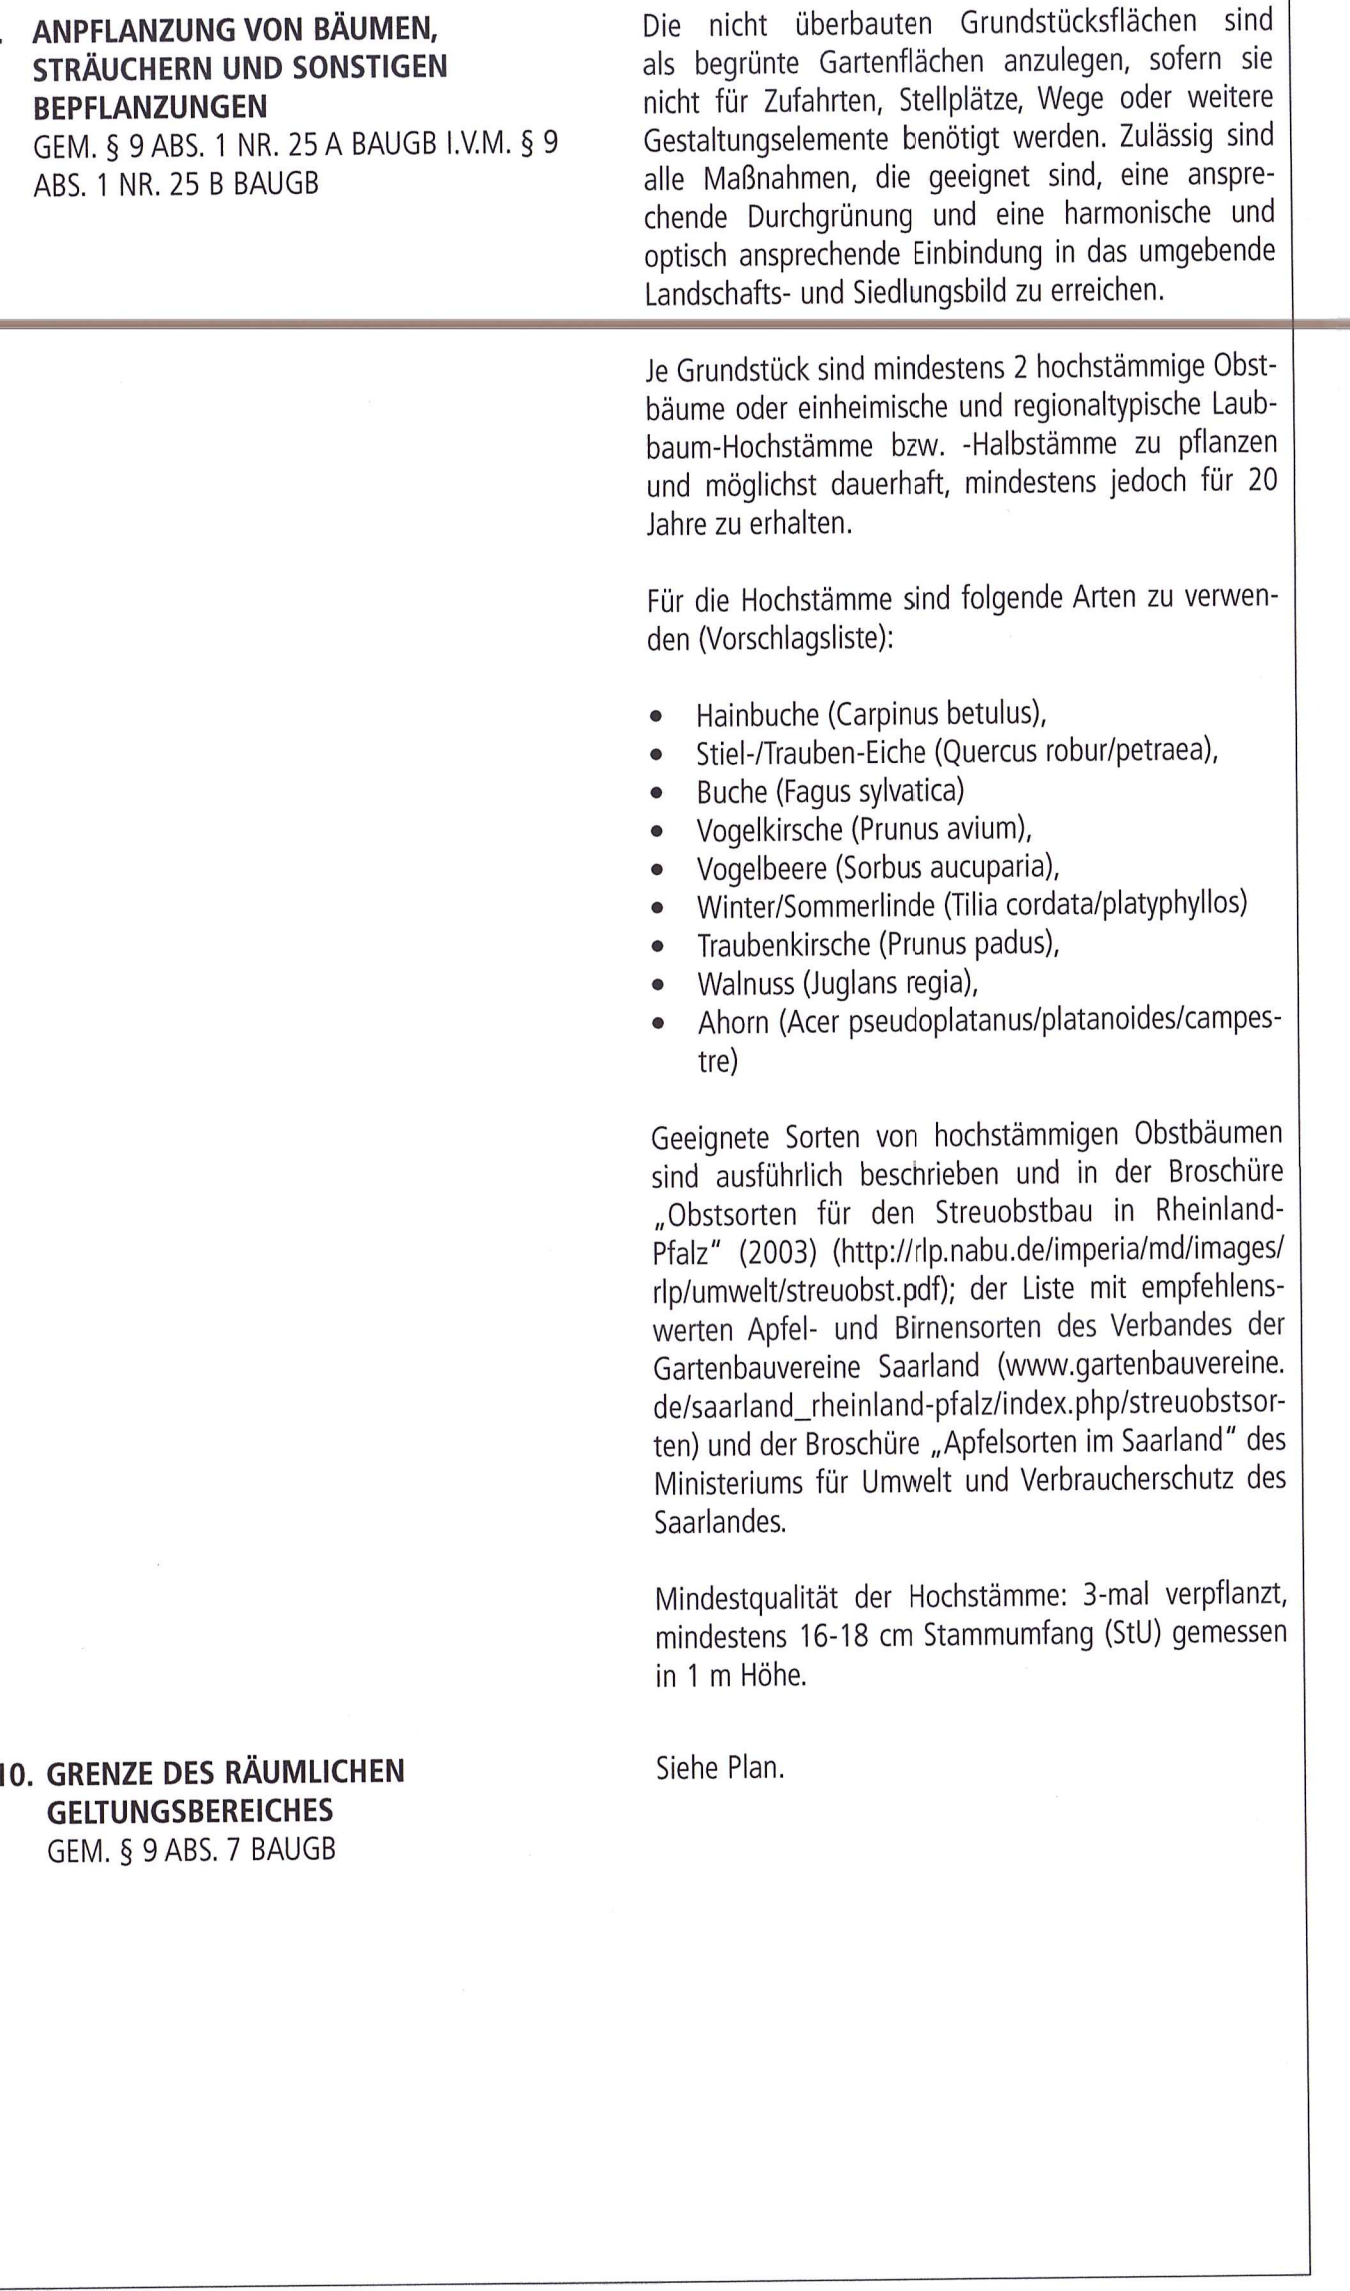 ANPFLANZUNG VON BÄUMEN,
STRÄUCHERN UND SONSTIGEN
BEPFLANZUNGEN
GEM. § 9 ABS. 1 NR. 25 A BAUGB I.V.M. § 9
ABS. 1 NR. 25 B BAUGB
Die nicht überbauten Grundstücksflächen sind
als begrünte Gartenflächen anzulegen, sofern sie
nicht für Zufahrten, Stellplätze, Wege oder weitere
Gestaltungselemente benötigt werden. Zulässig sind
alle Maßnahmen, die geeignet sind, eine anspre-
chende Durchgrünung und eine harmonische und
optisch ansprechende Einbindung in das umgebende
Landschafts- und Siedlungsbild zu erreichen.
Je Grundstück sind mindestens 2 hochstämmige Obst-
bäume oder einheimische und regionaltypische Laub-
baum-Hochstämme bzw. -Halbstämme zu pflanzen
und möglichst dauerhaft, mindestens jedoch für 20
Jahre zu erhalten.
Für die Hochstämme sind folgende Arten zu verwen-
den (Vorschlagsliste):
• Hainbuche (Carpinus betulus),
• Stiel-/Trauben-Eiche (Quercus robur/petraea),
• Buche (Fagus sylvatica)
• Vogelkirsche (Prunus avium),
• Vogelbeere (Sorbus aucuparia),
• Winter/Sommerlinde (Tilia cordata/platyphyllos)
• Traubenkirsche (Prunus padus),
• Walnuss (Juglans regia),
• Ahorn (Acer pseudoplatanus/platanoides/campes-
tre)
Geeignete Sorten von hochstämmigen Obstbäumen
sind ausführlich beschrieben und in der Broschüre
„Obstsorten für den Streuobstbau in Rheinland-
Pfalz" (2003) (http://rlp.nabu.de/imperia/md/images/
rlp/umwelt/streuobst.pdf); der Liste mit empfehlens-
werten Apfel- und Birnensorten des Verbandes der
Gartenbauvereine Saarland (www.gartenbauvereine.
de/saarland_rheinland-pfalz/index.php/streuobstsor-
ten) und der Broschüre „Apfelsorten im Saarland" des
Ministeriums für Umwelt und Verbraucherschutz des
Saarlandes.
Mindestqualität der Hochstämme: 3-mal verpflanzt,
mindestens 16-18 cm Stammumfang (StU) gemessen
in 1 m Höhe.
10. GRENZE DES RÄUMLICHEN
GELTUNGSBEREICHES
GEM. § 9 ABS. 7 BAUGB
Siehe Plan.